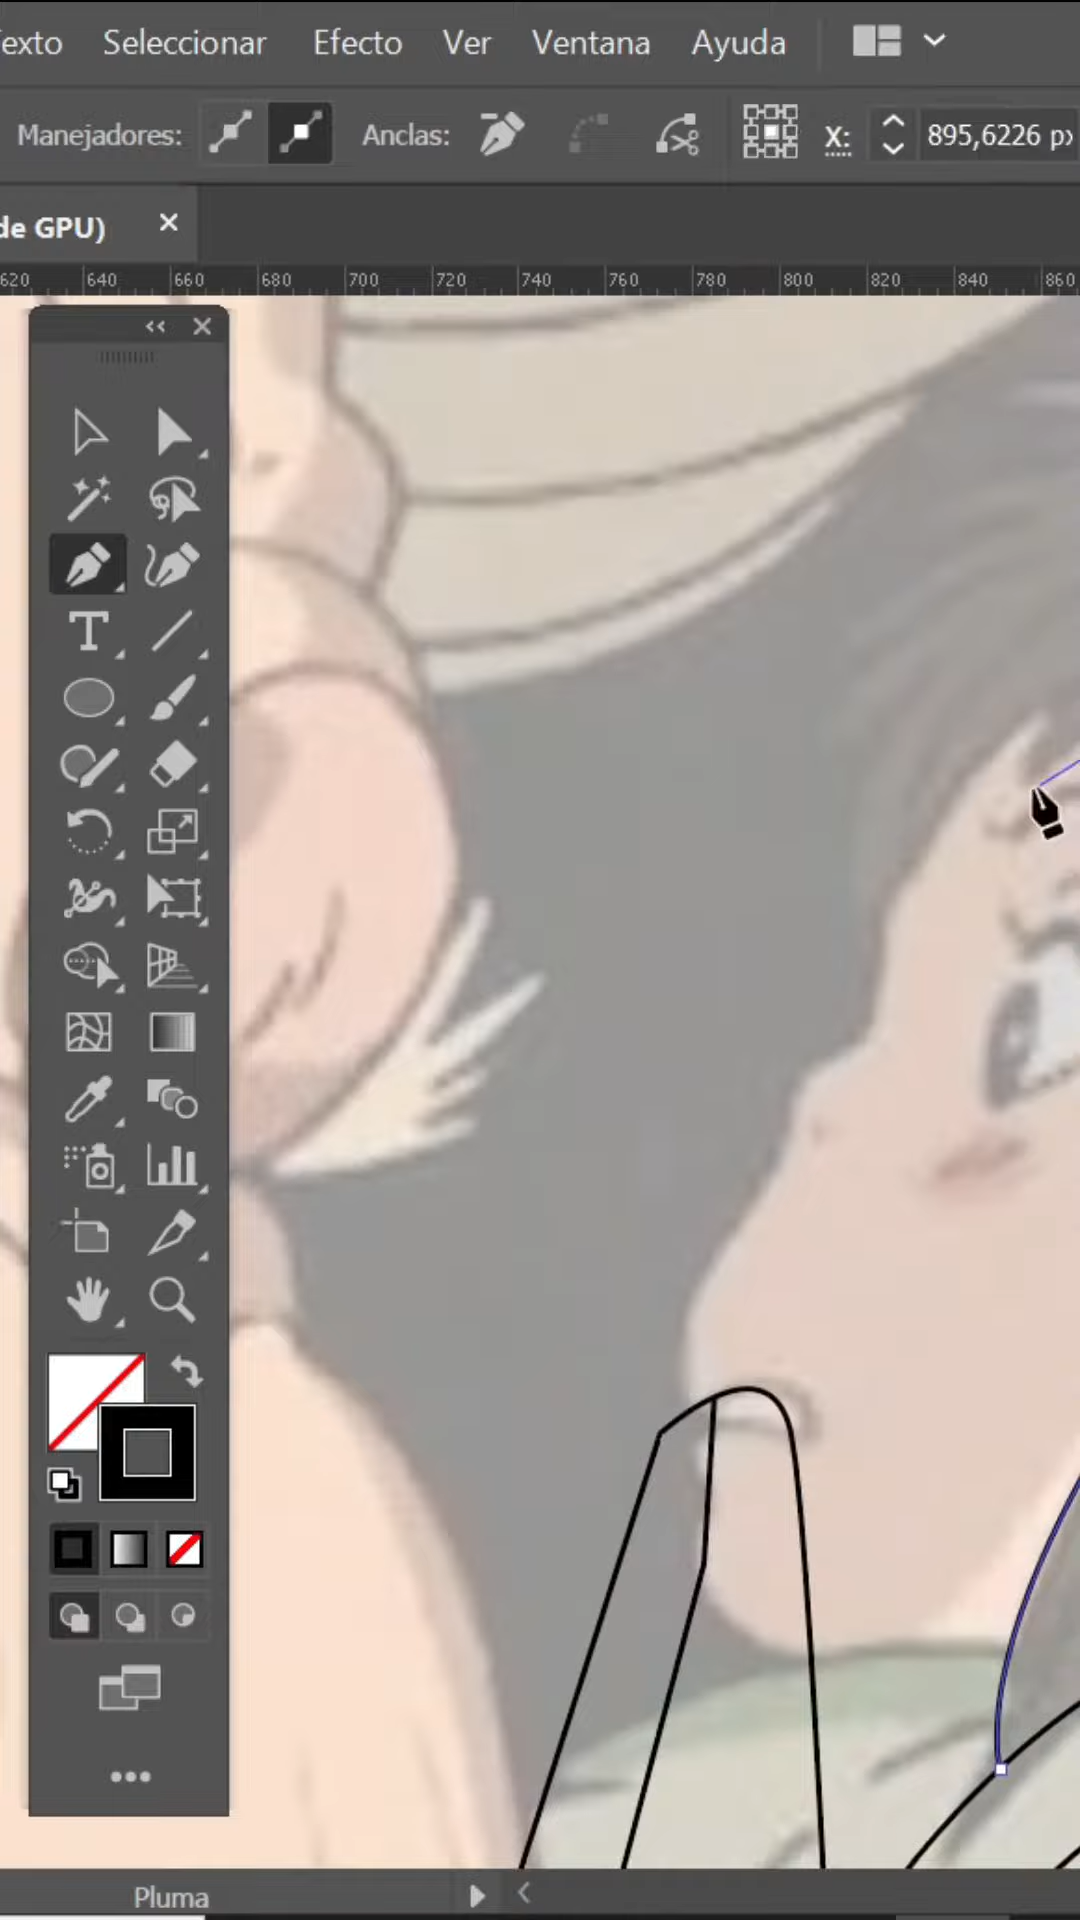 exto Seleccionar Efecto Ver Ventana Ayuda
Manejadores: Anclas: X: 895,6226 px
de GPU)
620 640 660 680 700 720 740 760 780 800 820 840 860
T
Pluma